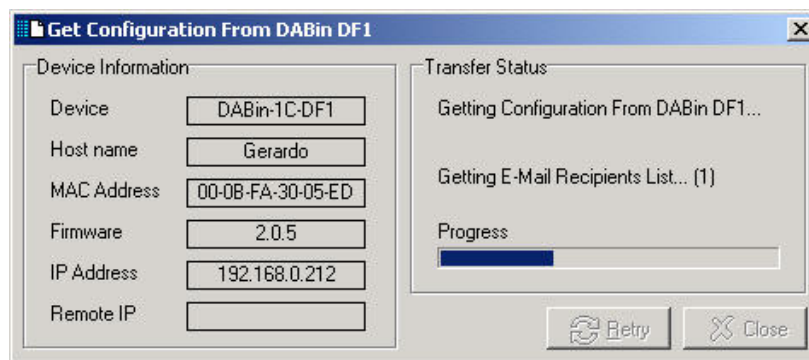 Get Configuration From DABin DF1
Device Information
Device DABin-1C-DF1
Host name Gerardo
MAC Address 00-0B-FA-30-05-ED
Firmware 2.0.5
IP Address 192.168.0.212
Remote IP
Transfer Status
Getting Configuration From DABin DF1...
Getting E-Mail Recipients List... (1)
Progress
Retry Close